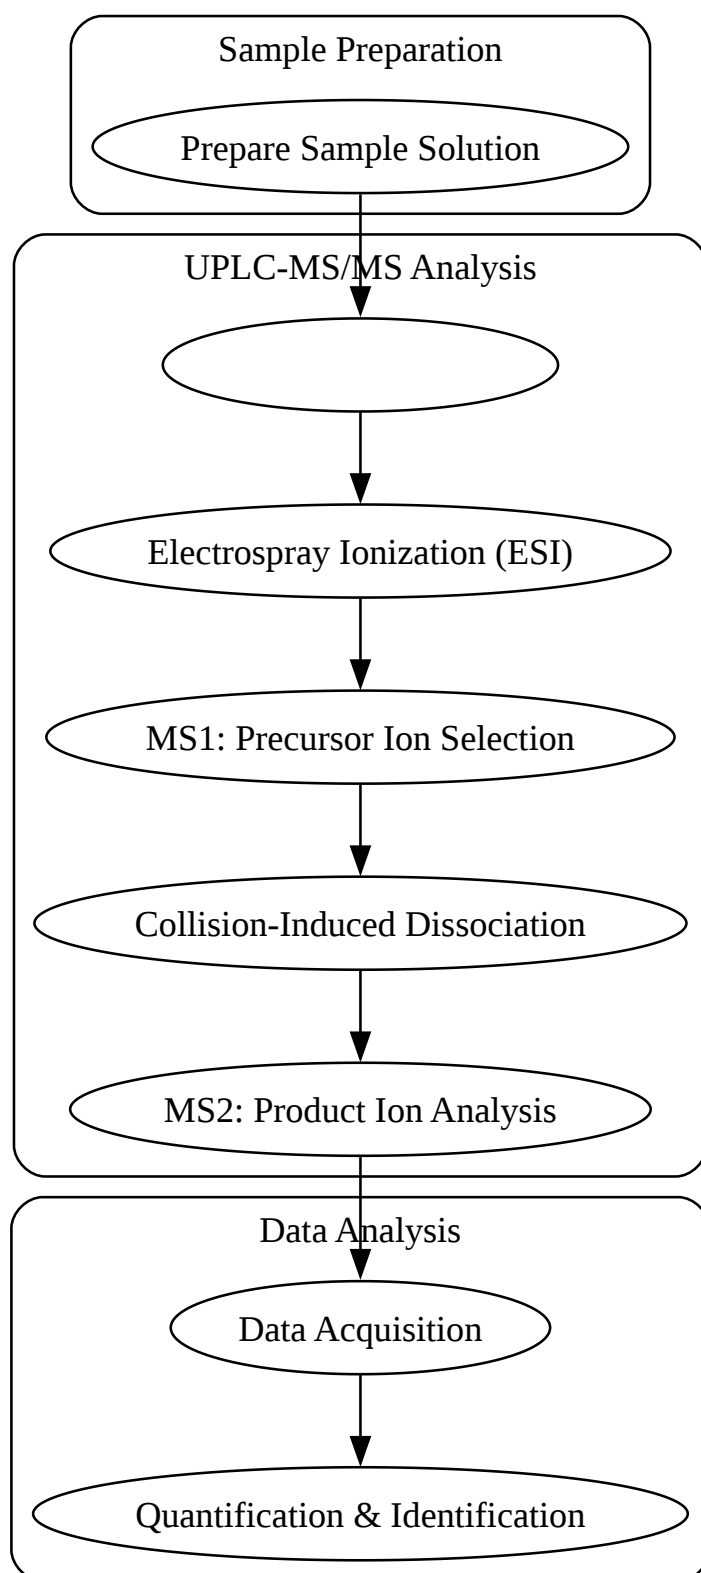 Sample Preparation
Prepare Sample Solution
UPLC-MS/MS Analysis
Electrospray Ionization (ESI)
MS1: Precursor Ion Selection
Collision-Induced Dissociation
MS2: Product Ion Analysis
Data Analysis
Data Acquisition
Quantification & Identification